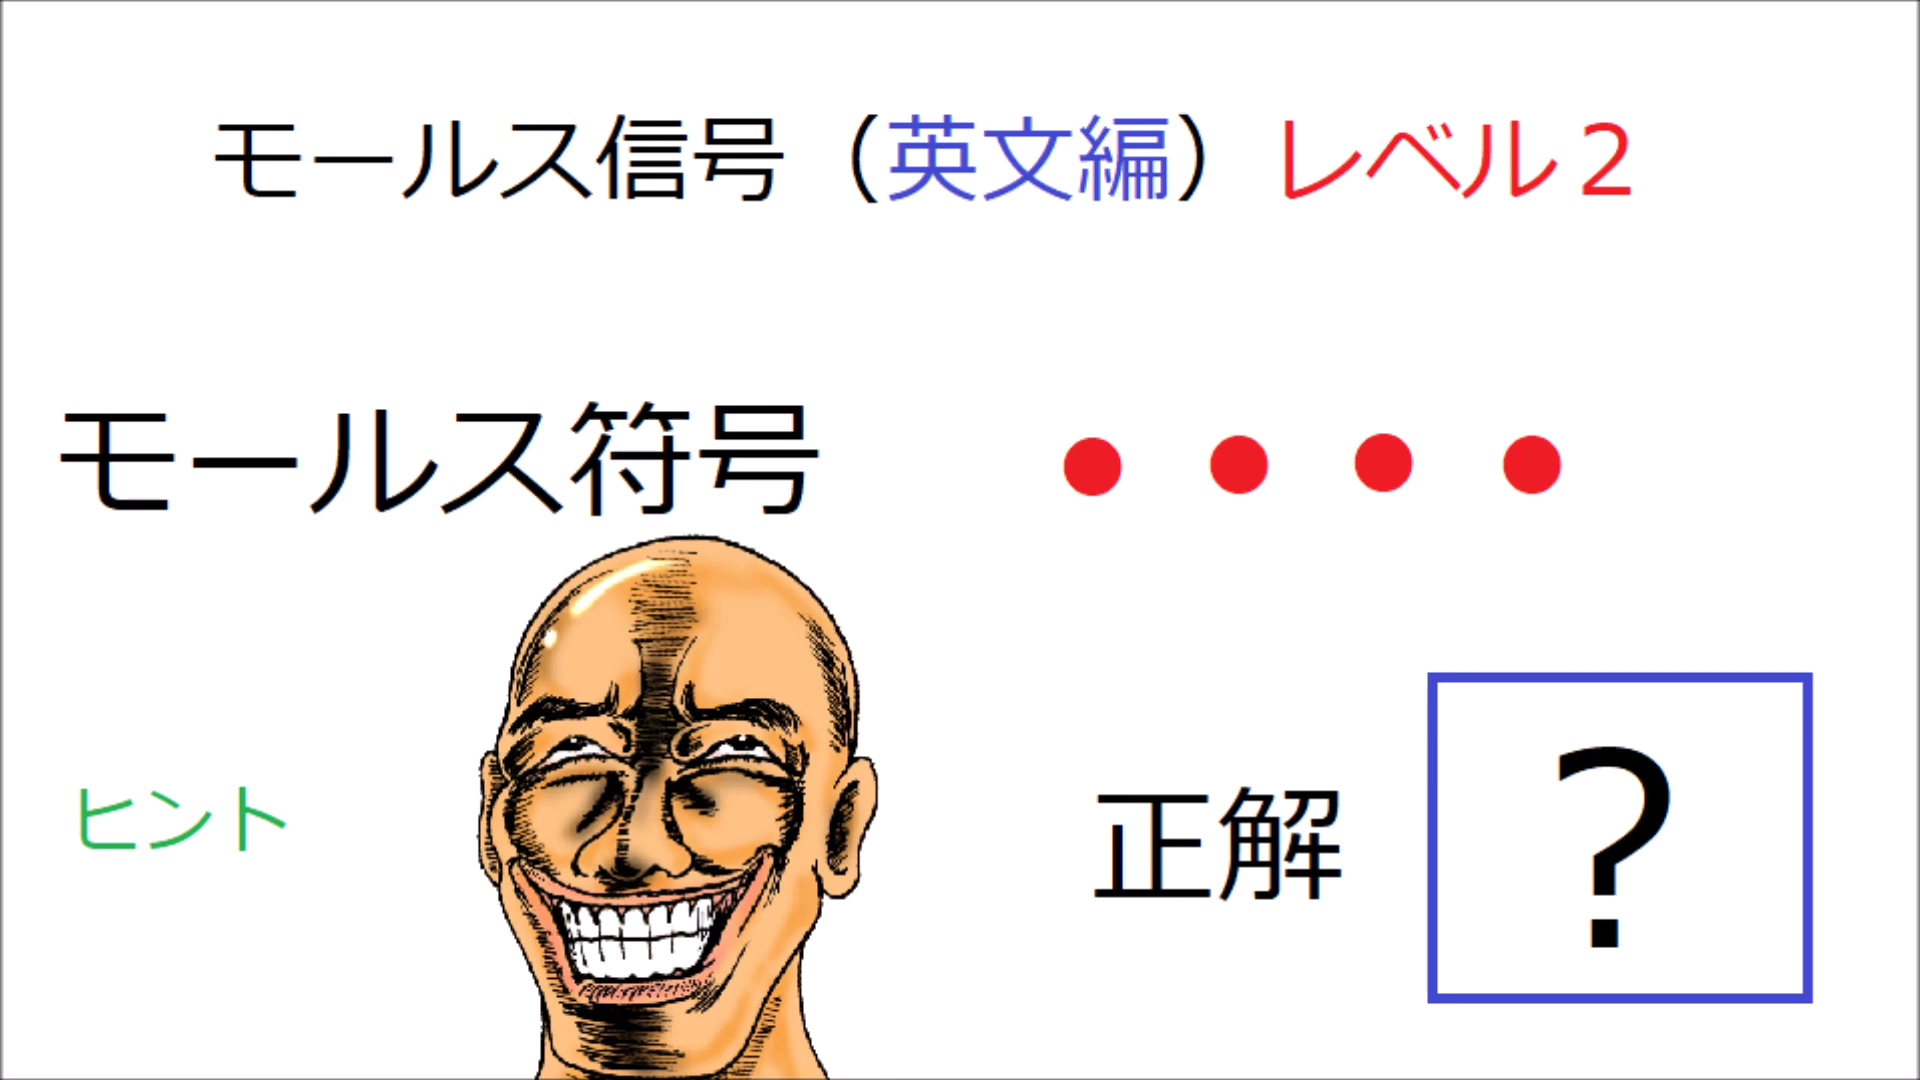 モールス信号（英文編）レベル２
モールス符号 ● ● ● ●
ヒント
正解 ?